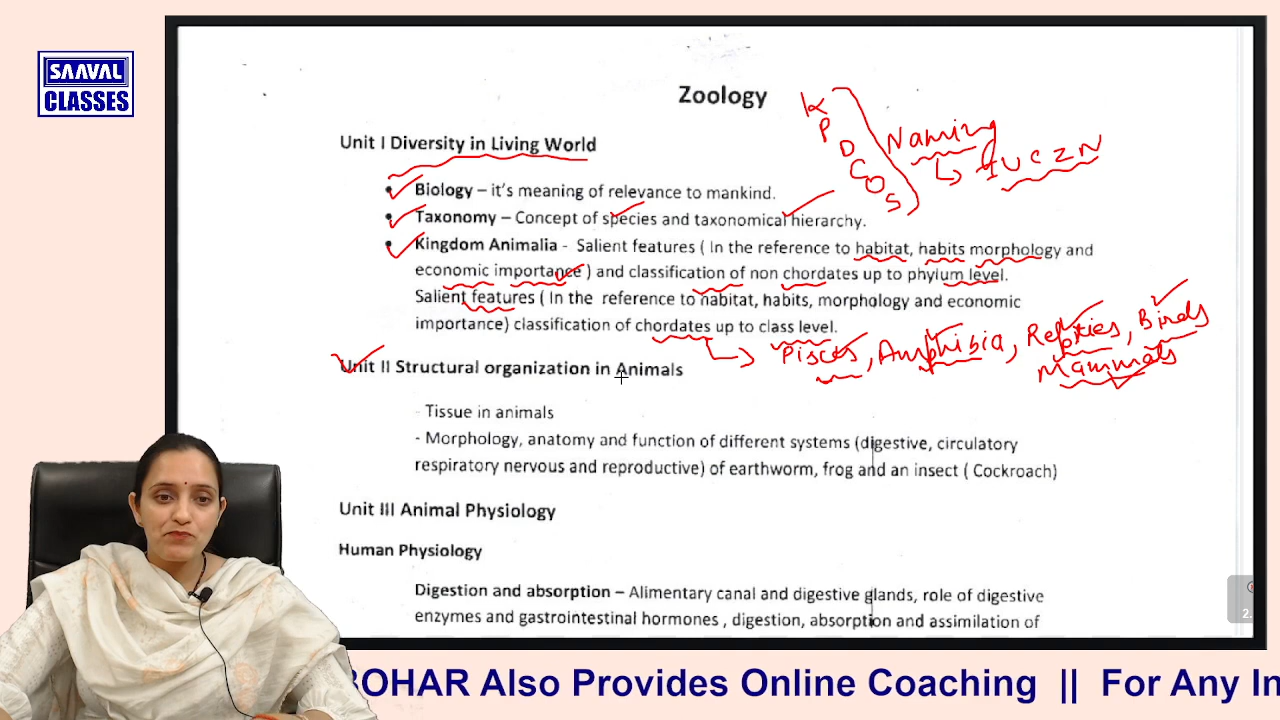 SAAVAL
CLASSES
Zoology
K
P
D
C
O
S
Naming
IUCZN
Unit I Diversity in Living World
• Biology – it's meaning of relevance to mankind.
• Taxonomy – Concept of species and taxonomical hierarchy.
• Kingdom Animalia - Salient features ( In the reference to habitat, habits morphology and
economic importance ) and classification of non chordates up to phylum level.
Salient features ( In the reference to habitat, habits, morphology and economic
importance) classification of chordates up to class level.
Pisces, Amphibia, Reptiles, Birds
Mammals
Unit II Structural organization in Animals
- Tissue in animals
- Morphology, anatomy and function of different systems (digestive, circulatory
respiratory nervous and reproductive) of earthworm, frog and an insect ( Cockroach)
Unit III Animal Physiology
Human Physiology
Digestion and absorption – Alimentary canal and digestive glands, role of digestive
enzymes and gastrointestinal hormones , digestion, absorption and assimilation of
2.
BOHAR Also Provides Online Coaching || For Any In